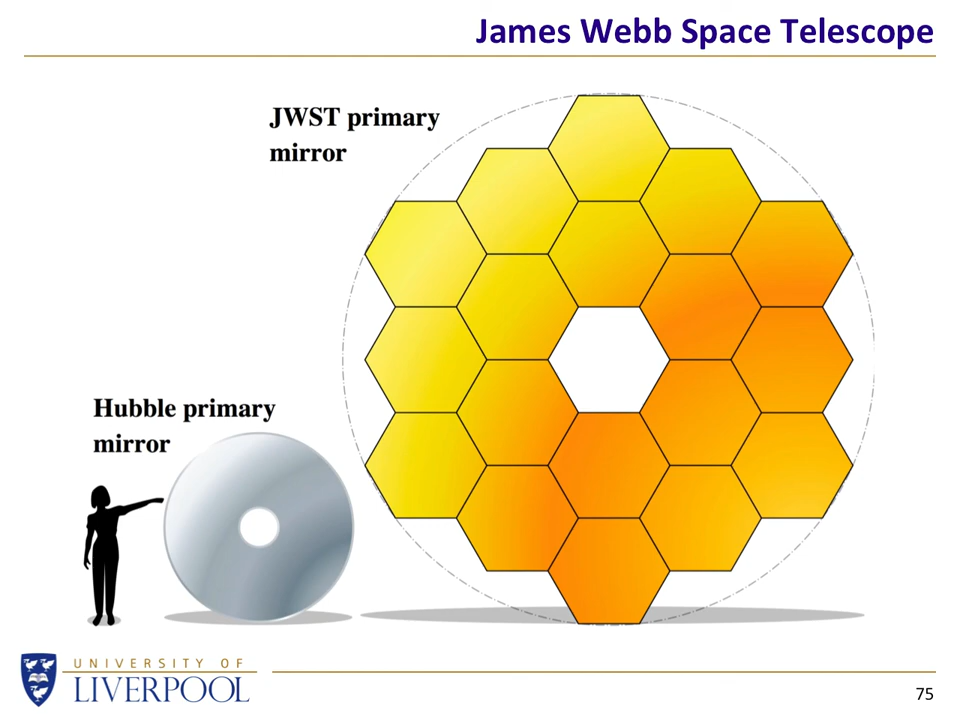 James Webb Space Telescope
JWST primary
mirror
Hubble primary
mirror
UNIVERSITY OF
LIVERPOOL
75